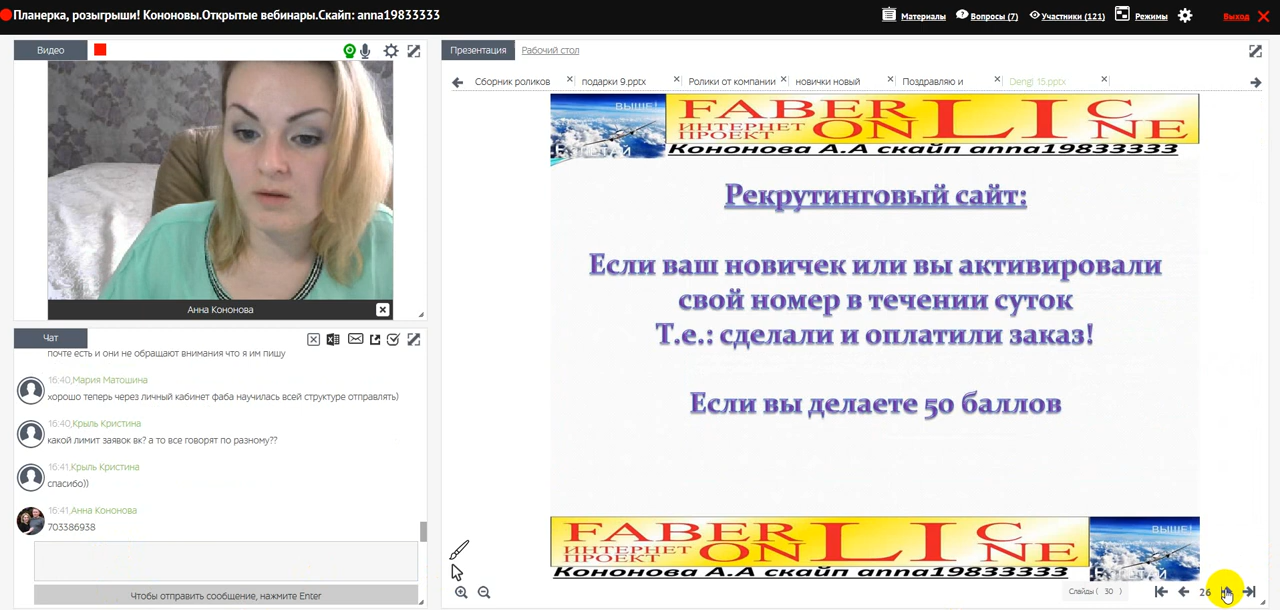 Планерка, розыгрыши! Кононовы.Открытые вебинары.Скайп: anna19833333
Материалы
Вопросы (7)
Участники (121)
Режимы
Выход
Видео
Анна Кононова
Чат
почте есть и они не обращают внимания что я им пишу
16:40,Мария Матошина
хорошо теперь через личный кабинет фаба научилась всей структуре отправлять)
16:40,Крыль Кристина
какой лимит заявок вк? а то все говорят по разному??
16:41,Крыль Кристина
спасибо))
16:41,Анна Кононова
703386938
Чтобы отправить сообщение, нажмите Enter
Презентация
Рабочий стол
Сборник роликов
подарки 9.pptx
Ролики от компании
новички новый
Поздравляю и
Dengi 15.pptx
ВЫШЕ!
FABERLIC
ИНТЕРНЕТ
ПРОЕКТ
ONLINE
Кононова А.А скайп anna19833333
Рекрутинговый сайт:
Если ваш новичек или вы активировали
свой номер в течении суток
Т.е.: сделали и оплатили заказ!
Если вы делаете 50 баллов
FABERLIC
ИНТЕРНЕТ
ПРОЕКТ
ONLINE
ВЫШЕ!
Кононова А.А скайп anna19833333
Слайды ( 30 )
26